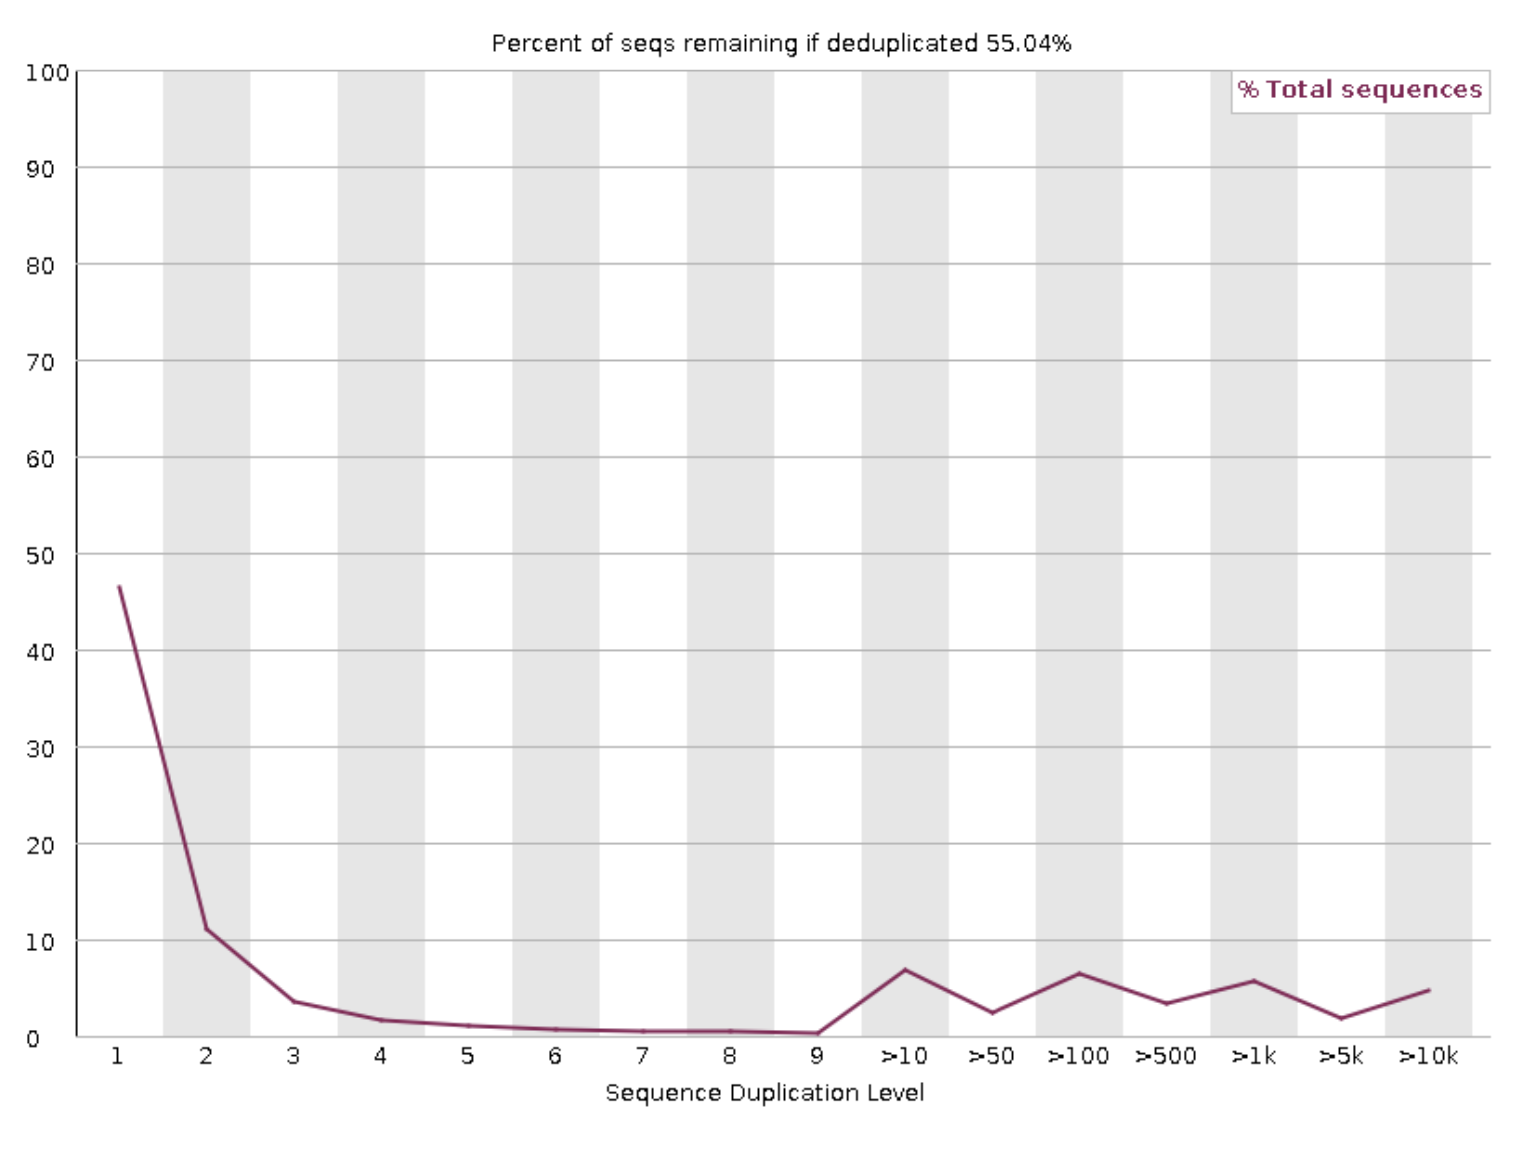 Percent of seqs remaining if deduplicated 55.04%
% Total sequences
100
90
80
70
60
50
40
30
20
10
0
1 2 3 4 5 6 7 8 9 >10 >50 >100 >500 >1k >5k >10k
Sequence Duplication Level